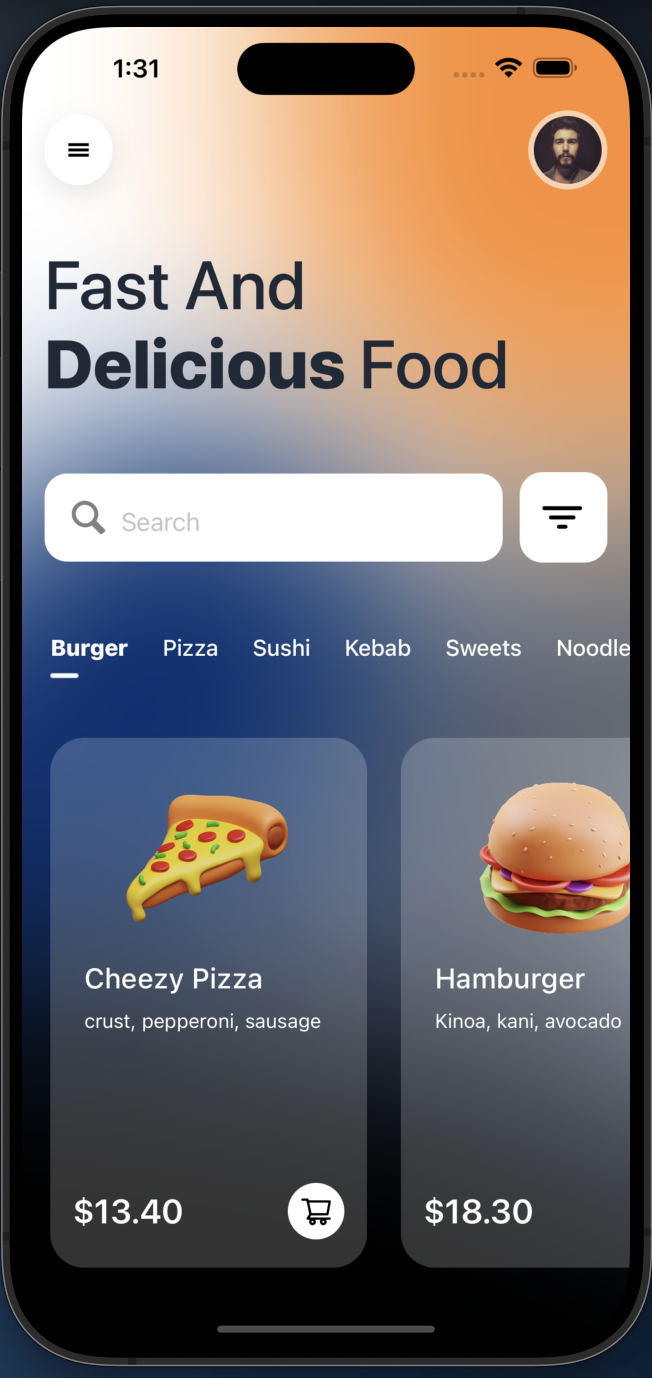 1:31
Fast And
Delicious Food
Search
Burger Pizza Sushi Kebab Sweets Noodle
Cheezy Pizza
crust, pepperoni, sausage
$13.40
Hamburger
Kinoa, kani, avocado
$18.30